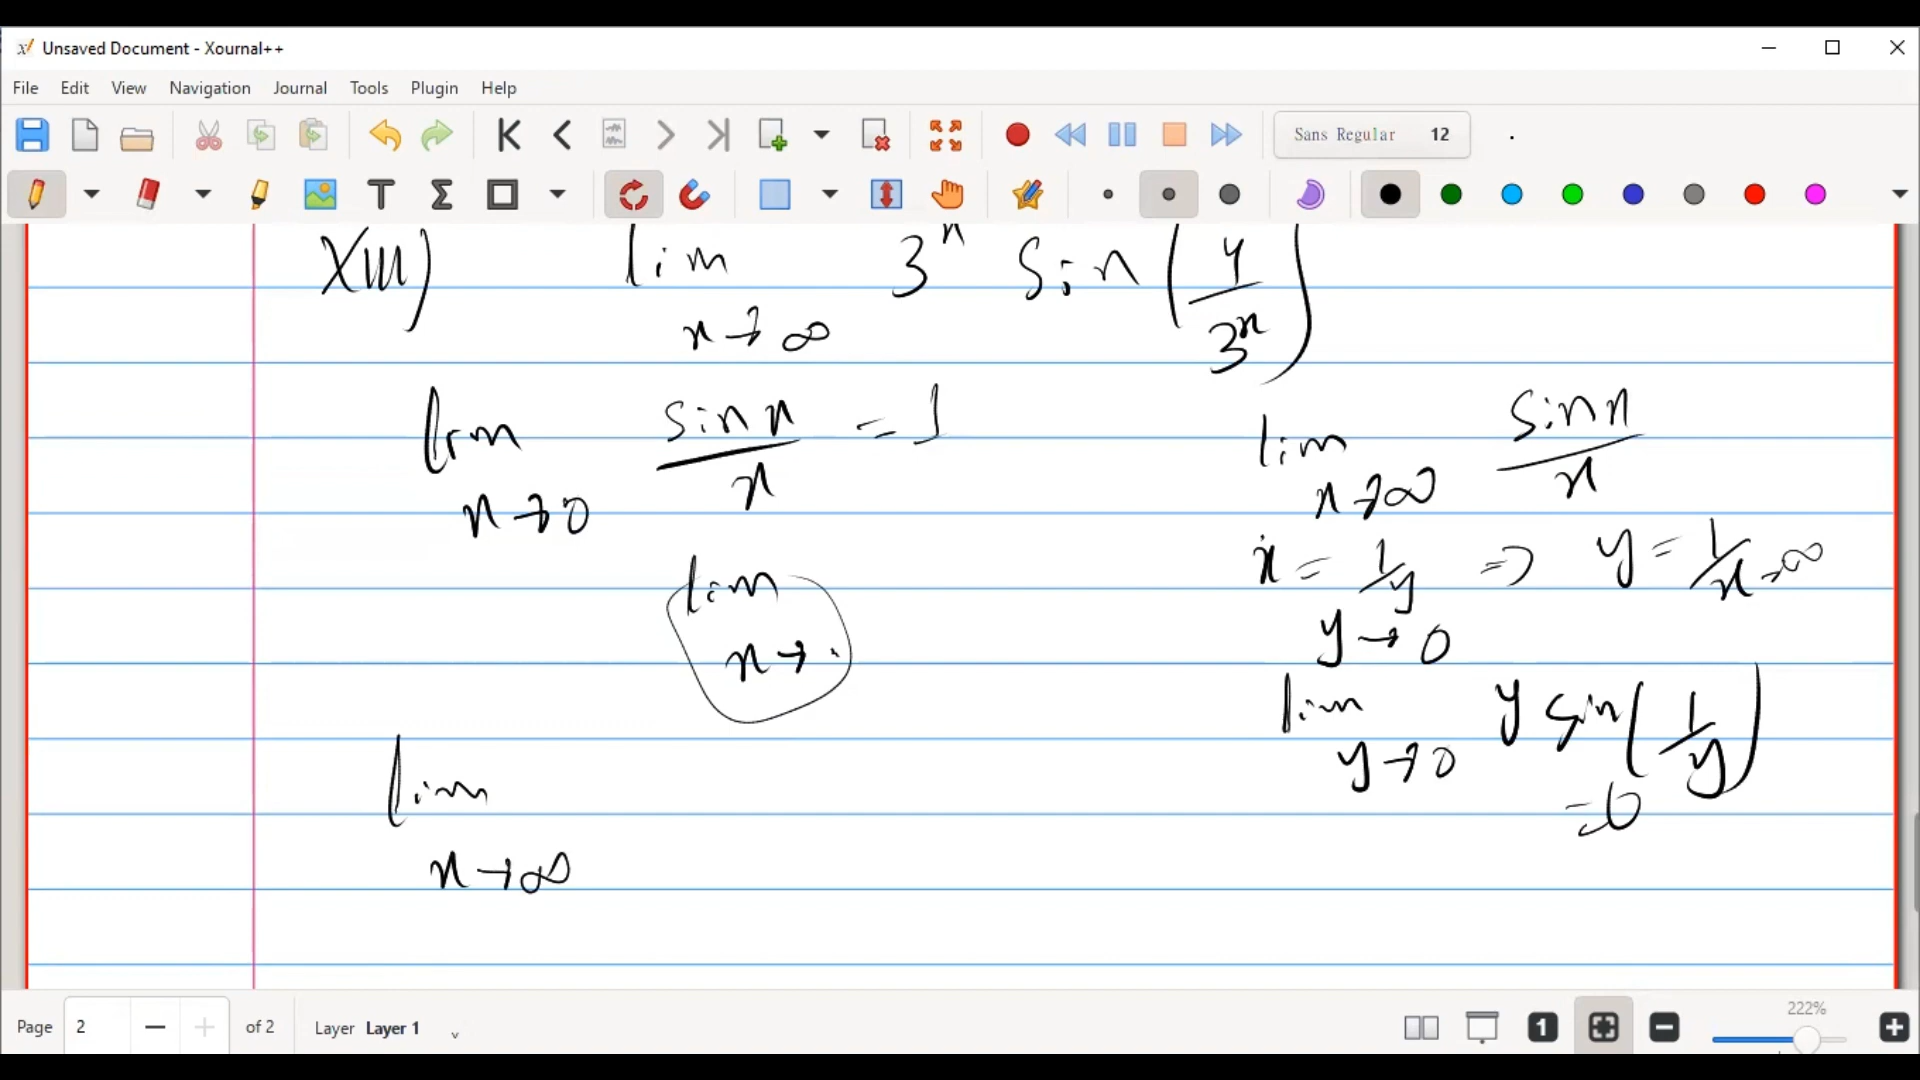 Unsaved Document - Xournal++
File Edit View Navigation Journal Tools Plugin Help
Sans Regular 12
XIII) lim x→∞ 3^x sin(4/3^x)
lim x→0 sin x / x = 1
lim x→∞ sin x / x
x = 1/y ⇒ y = 1/x→∞
y→0
lim x→.
lim y→0 y sin(1/y)
=0
lim x→∞
Page 2 of 2 Layer Layer 1
1
222%